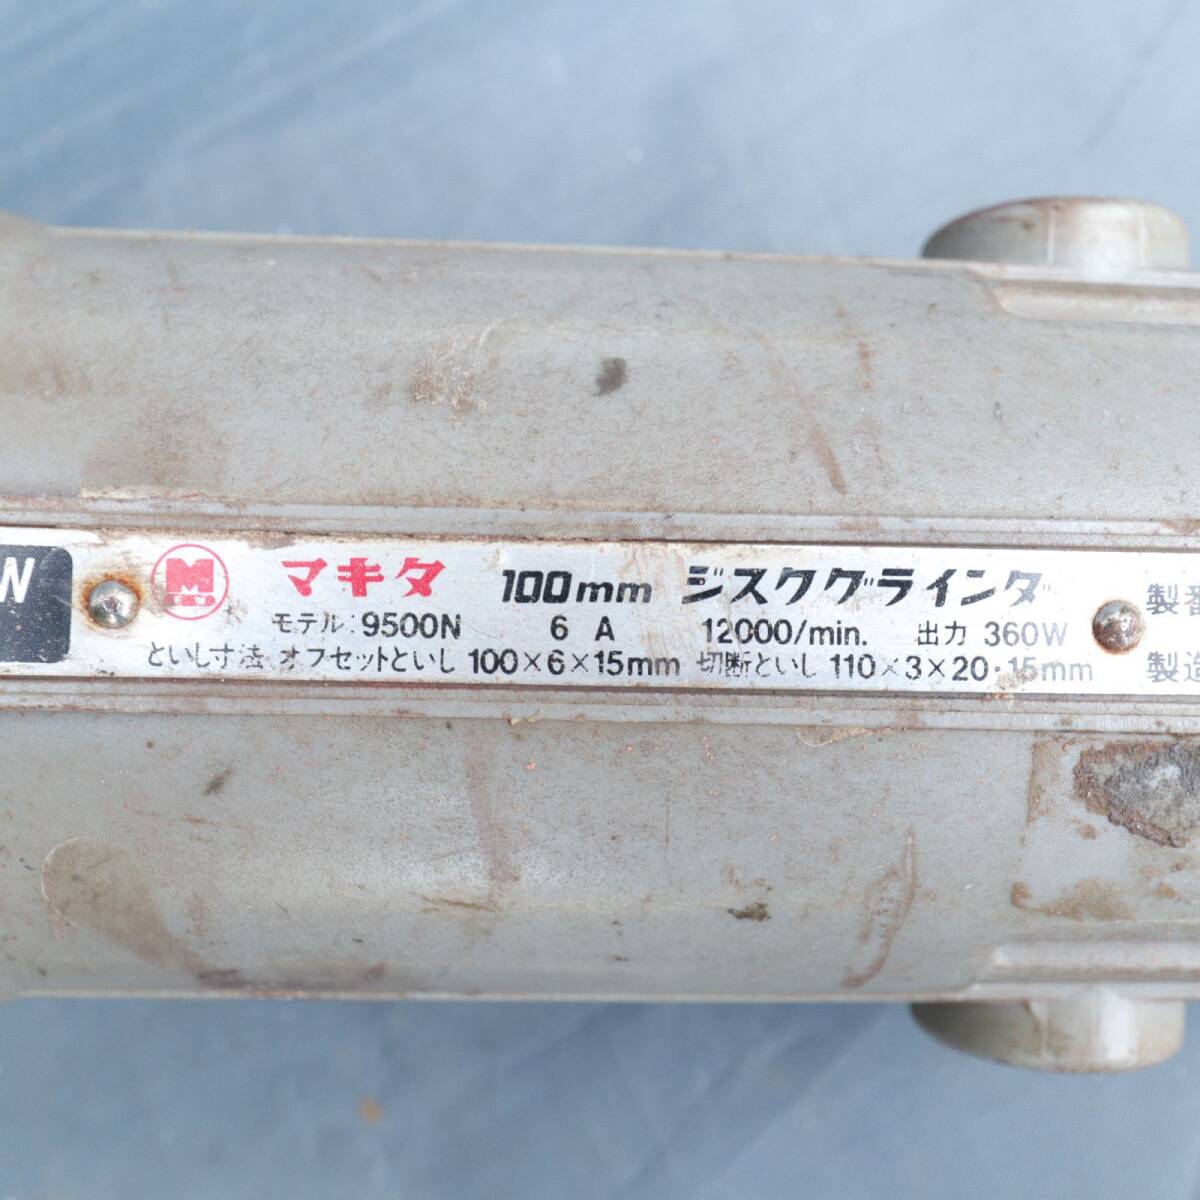 W
M マキタ 100mm ジスクグラインダ
モデル: 9500N 6 A 12000/min. 出力 360W
といし寸法 オフセットといし 100×6×15mm 切断といし 110×3×20・15mm
製番
製造